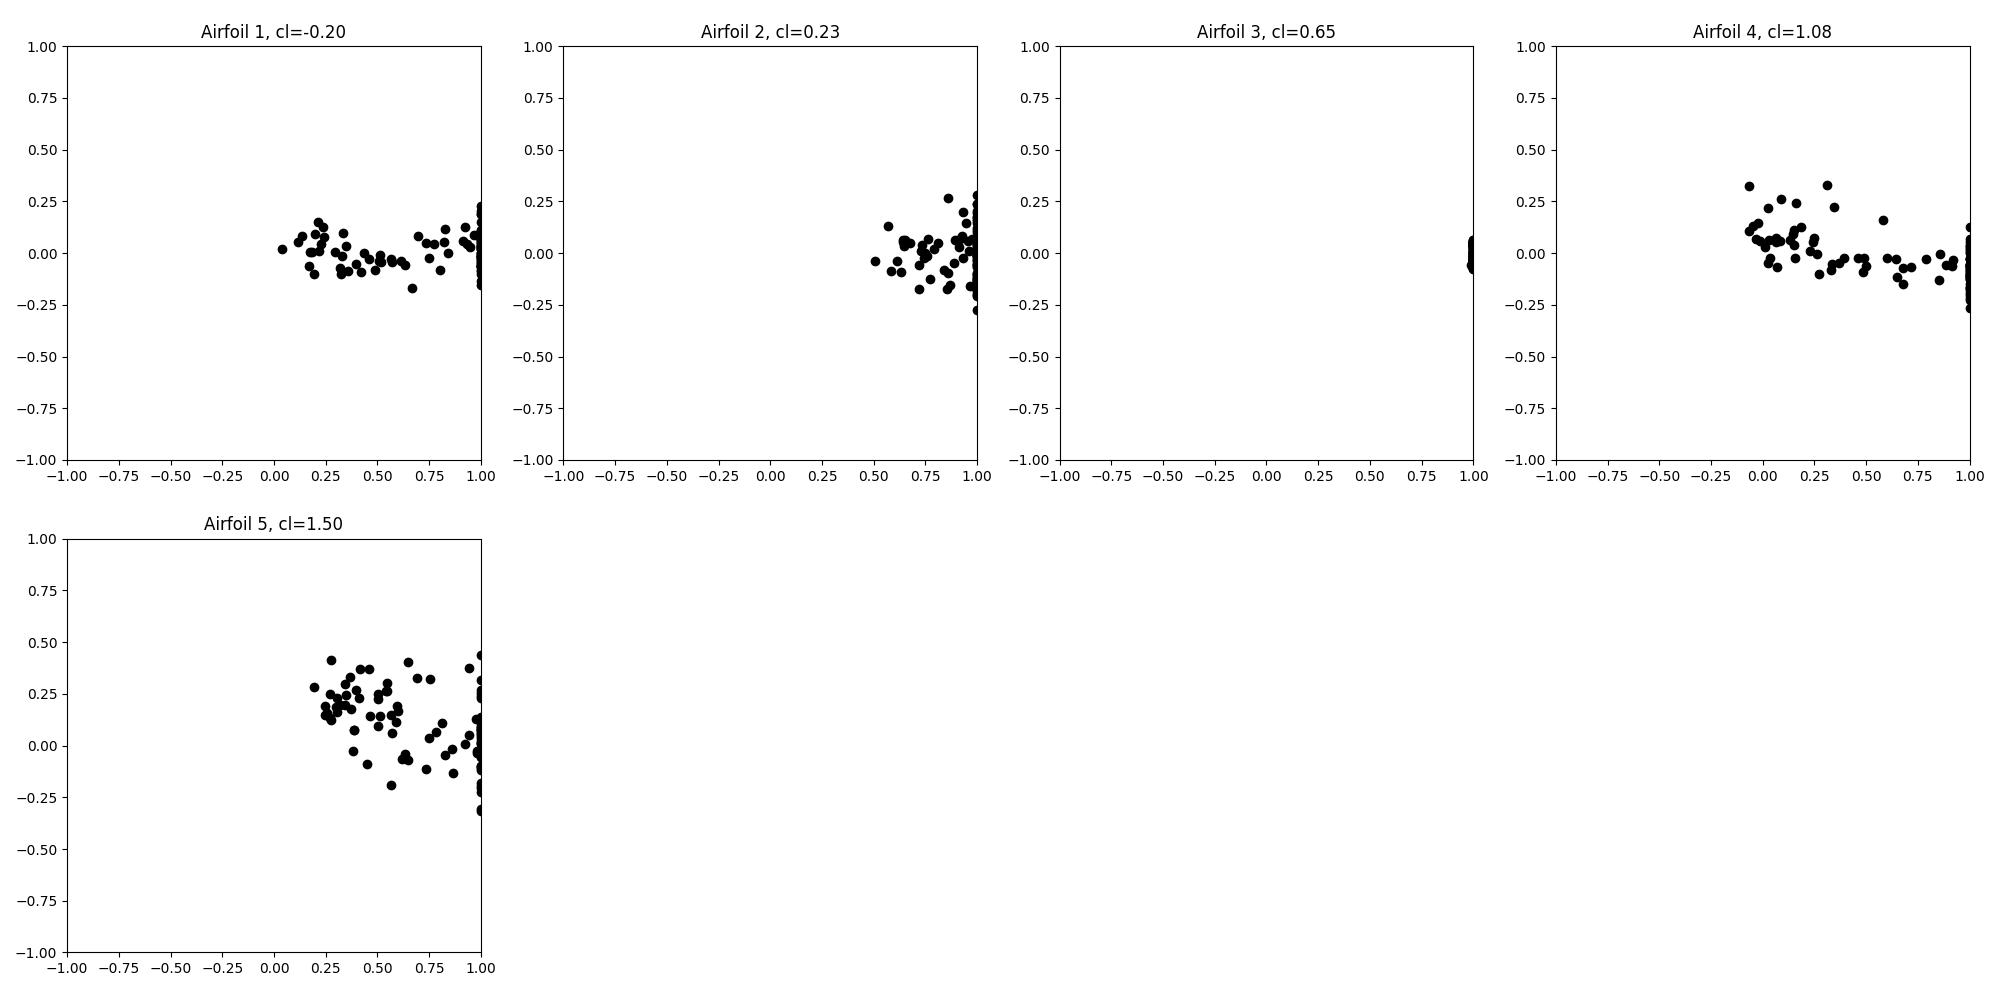 Airfoil 1, cl=-0.20
Airfoil 2, cl=0.23
Airfoil 3, cl=0.65
Airfoil 4, cl=1.08
1.00 1.00 1.00 1.00
0.75 0.75 0.75 0.75
0.50 0.50 0.50 0.50
0.25 0.25 0.25 0.25
0.00 0.00 0.00 0.00
−0.25 −0.25 −0.25 −0.25
−0.50 −0.50 −0.50 −0.50
−0.75 −0.75 −0.75 −0.75
−1.00 −1.00 −1.00 −1.00
−1.00 −0.75 −0.50 −0.25 0.00 0.25 0.50 0.75 1.00
−1.00 −0.75 −0.50 −0.25 0.00 0.25 0.50 0.75 1.00
−1.00 −0.75 −0.50 −0.25 0.00 0.25 0.50 0.75 1.00
−1.00 −0.75 −0.50 −0.25 0.00 0.25 0.50 0.75 1.00
Airfoil 5, cl=1.50
1.00
0.75
0.50
0.25
0.00
−0.25
−0.50
−0.75
−1.00
−1.00 −0.75 −0.50 −0.25 0.00 0.25 0.50 0.75 1.00